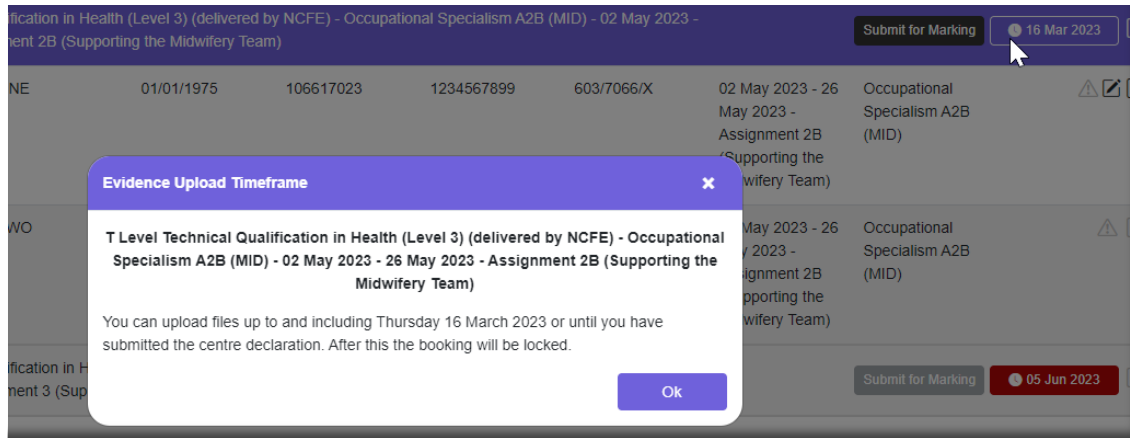 ification in Health (Level 3) (delivered by NCFE) - Occupational Specialism A2B (MID) - 02 May 2023 -
ent 2B (Supporting the Midwifery Team)
Submit for Marking
16 Mar 2023
NE 01/01/1975 106617023 1234567899 603/7066/X
02 May 2023 - 26
May 2023 -
Assignment 2B
(Supporting the
wifery Team)
Occupational
Specialism A2B
(MID)
Evidence Upload Timeframe
T Level Technical Qualification in Health (Level 3) (delivered by NCFE) - Occupational
Specialism A2B (MID) - 02 May 2023 - 26 May 2023 - Assignment 2B (Supporting the
Midwifery Team)
You can upload files up to and including Thursday 16 March 2023 or until you have
submitted the centre declaration. After this the booking will be locked.
Ok
WO
May 2023 - 26
y 2023 -
ignment 2B
pporting the
wifery Team)
Occupational
Specialism A2B
(MID)
ification in H
ment 3 (Sup
Submit for Marking
05 Jun 2023